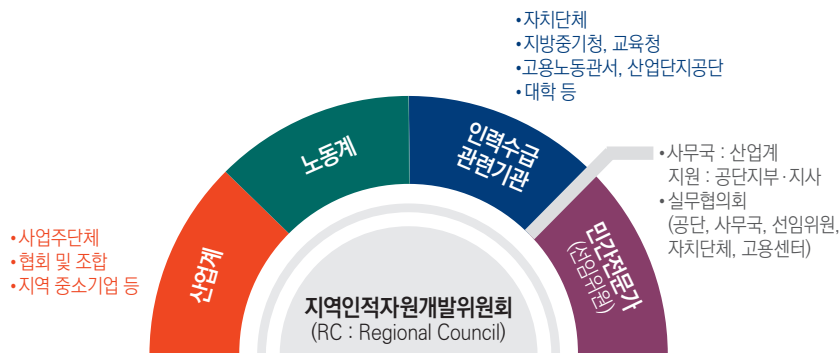 •자치단체
•지방중기청, 교육청
•고용노동관서, 산업단지공단
•대학 등
인력수급
관련기관
노동계
•사무국 : 산업계
지원 : 공단지부·지사
•실무협의회
(공단, 사무국, 선임위원,
자치단체, 고용센터)
•사업주단체
•협회 및 조합
•지역 중소기업 등
산업계
민간전문가
(선임위원)
지역인적자원개발위원회
(RC : Regional Council)